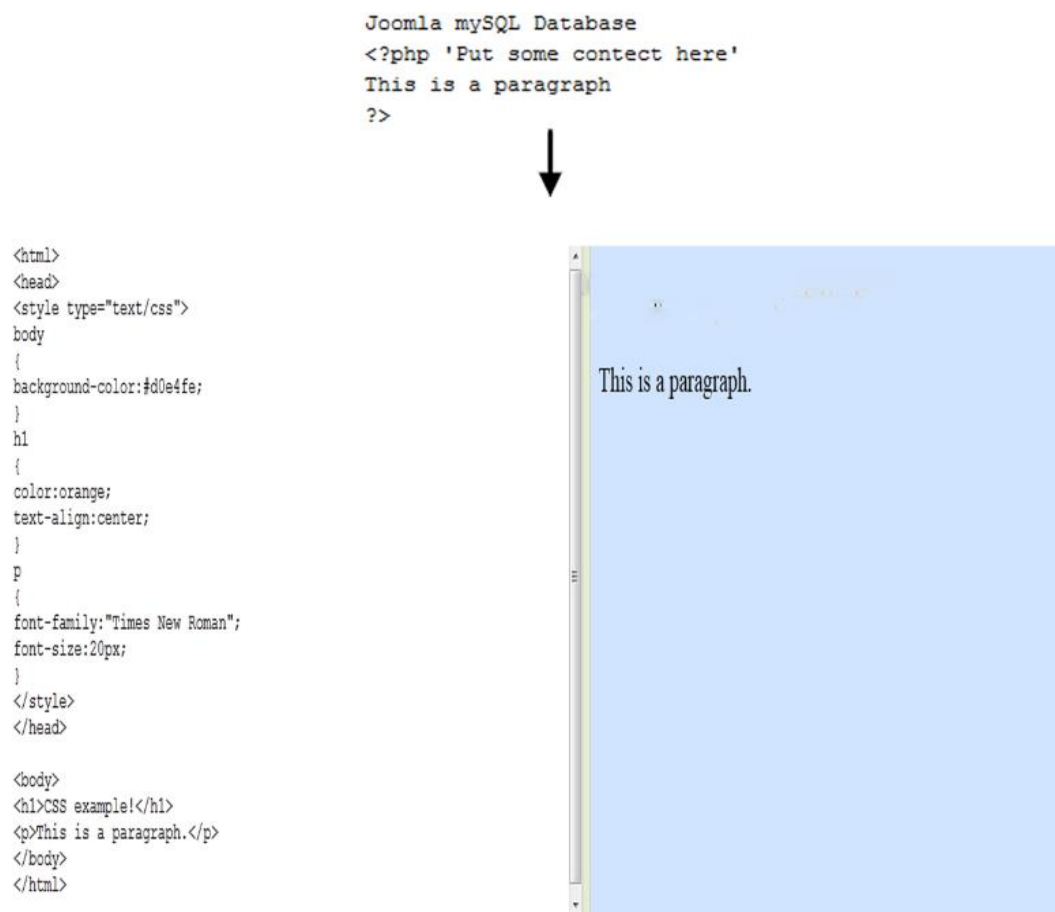 Joomla mySQL Database
<?php 'Put some contect here'
This is a paragraph
?>
<html>
<head>
<style type="text/css">
body
{
background-color:#d0e4fe;
}
h1
{
color:orange;
text-align:center;
}
p
{
font-family:"Times New Roman";
font-size:20px;
}
</style>
</head>
<body>
<h1>CSS example!</h1>
<p>This is a paragraph.</p>
</body>
</html>
This is a paragraph.